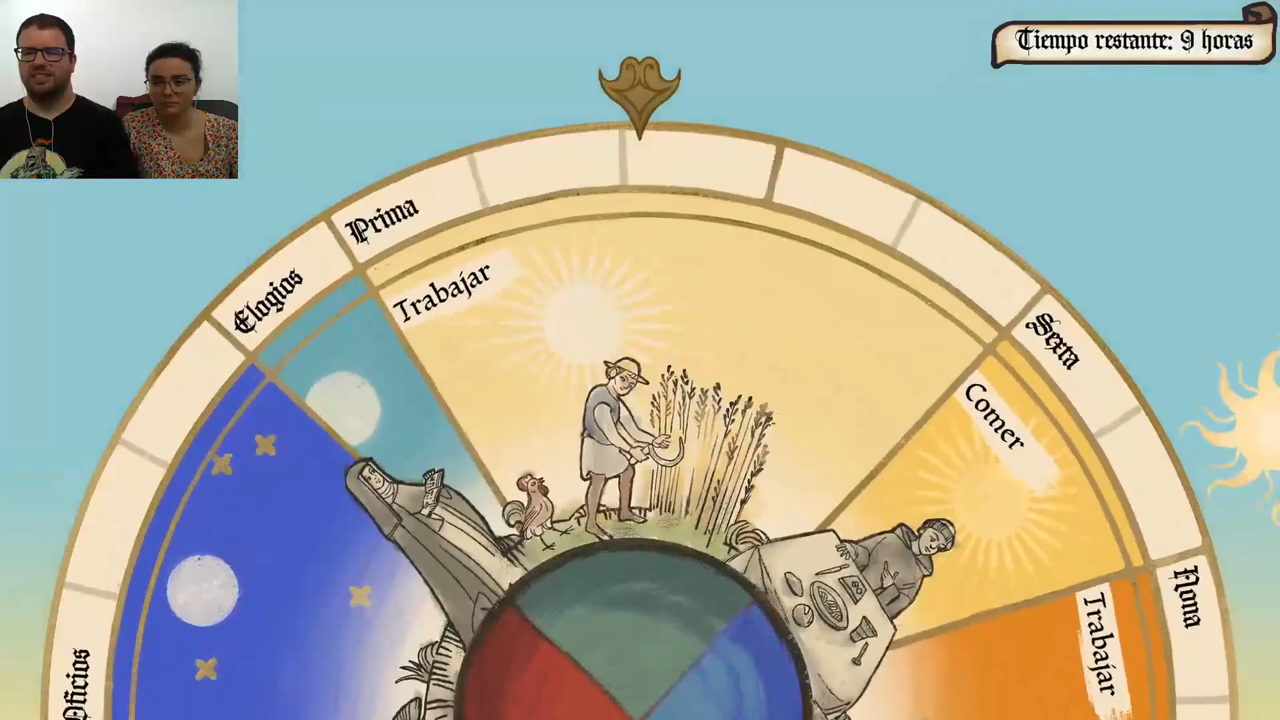 Tiempo restante: 9 horas
Prima
Elogios
Trabajar
Sexta
Comer
Nona
Trabajar
Oficios